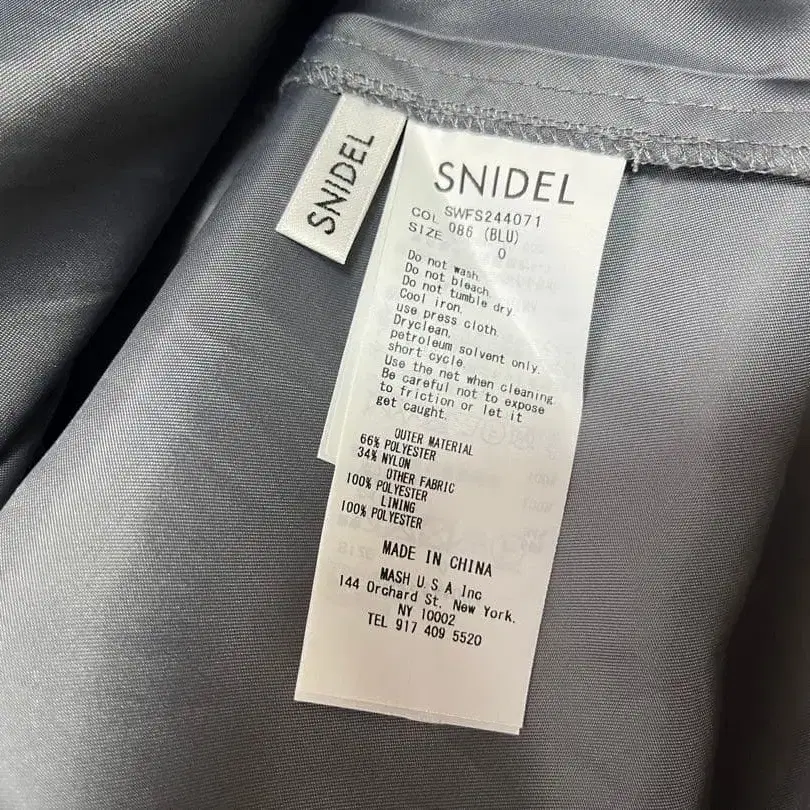 SNIDEL
SNIDEL
SWFS244071
COL 086 (BLU)
SIZE 0
Do not wash.
Do not bleach.
Do not tumble dry.
Cool iron.
use press cloth.
Dryclean.
petroleum solvent only.
short cycle.
Use the net when cleaning.
Be careful not to expose
to friction or let it
get caught.
OUTER MATERIAL
66% POLYESTER
34% NYLON
OTHER FABRIC
100% POLYESTER
LINING
100% POLYESTER
MADE IN CHINA
MASH U S A Inc
144 Orchard St. New York.
NY 10002
TEL 917 409 5520